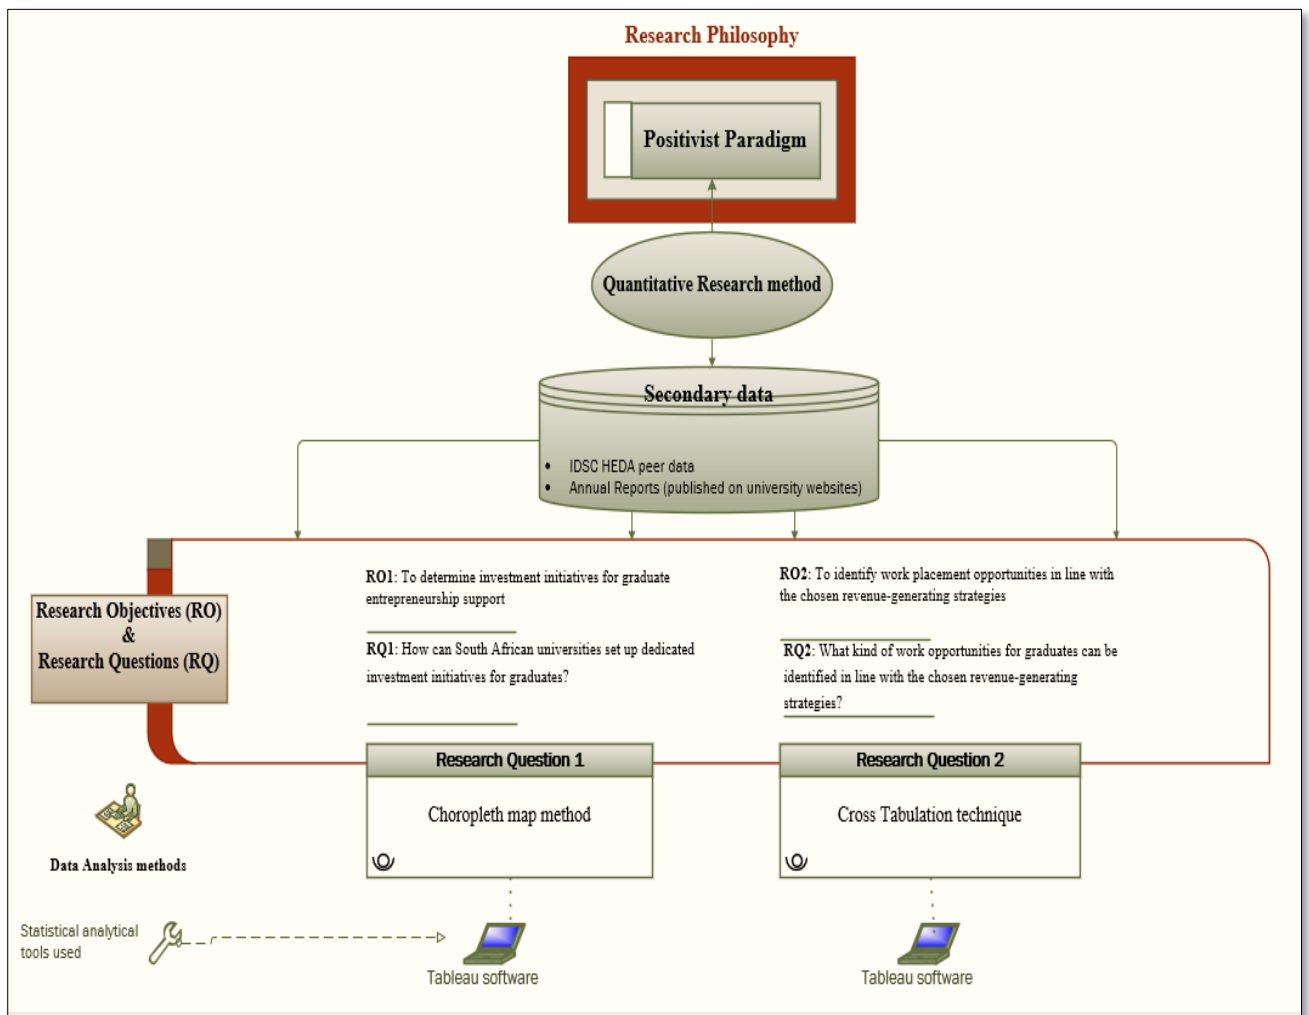 Research Philosophy
Positivist Paradigm
Quantitative Research method
Secondary data
• IDSC HEDA peer data
• Annual Reports (published on university websites)
Research Objectives (RO)
&
Research Questions (RQ)
RO1: To determine investment initiatives for graduate
entrepreneurship support
RQ1: How can South African universities set up dedicated
investment initiatives for graduates?
RO2: To identify work placement opportunities in line with
the chosen revenue-generating strategies
RQ2: What kind of work opportunities for graduates can be
identified in line with the chosen revenue-generating
strategies?
Research Question 1
Choropleth map method
Research Question 2
Cross Tabulation technique
Data Analysis methods
Statistical analytical
tools used
Tableau software
Tableau software